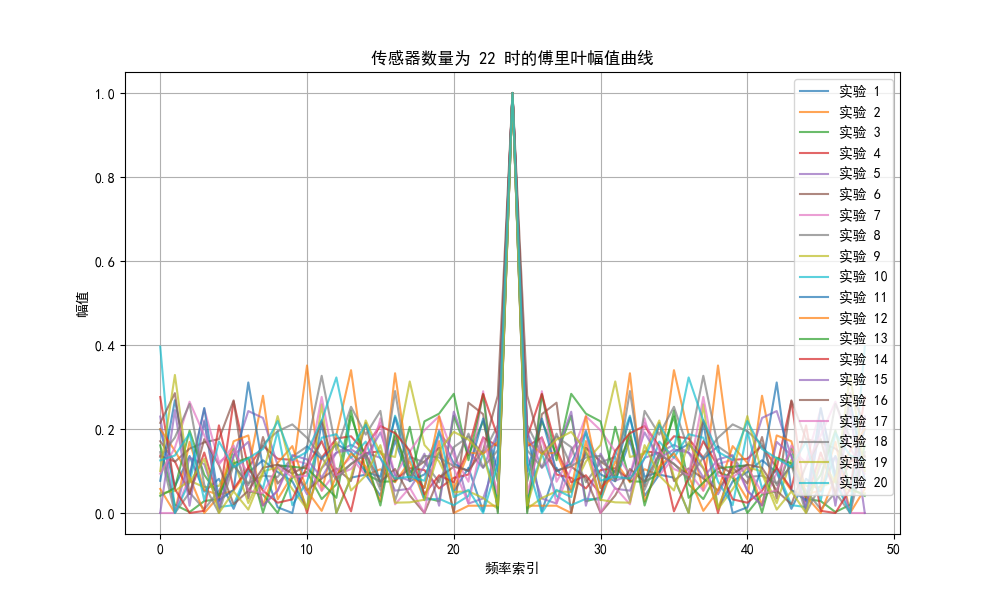 传感器数量为 22 时的傅里叶幅值曲线
1.0
0.8
0.6
0.4
0.2
0.0
幅值
0 10 20 30 40 50
频率索引
实验 1
实验 2
实验 3
实验 4
实验 5
实验 6
实验 7
实验 8
实验 9
实验 10
实验 11
实验 12
实验 13
实验 14
实验 15
实验 16
实验 17
实验 18
实验 19
实验 20